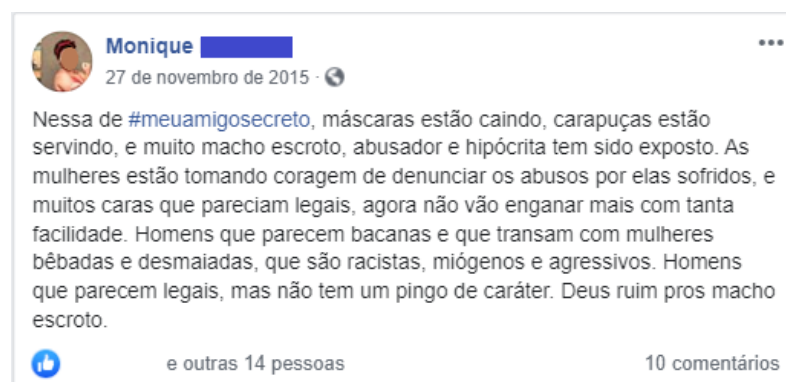 Monique
27 de novembro de 2015 ·
Nessa de #meuamigosecreto, máscaras estão caindo, carapuças estão
servindo, e muito macho escroto, abusador e hipócrita tem sido exposto. As
mulheres estão tomando coragem de denunciar os abusos por elas sofridos, e
muitos caras que pareciam legais, agora não vão enganar mais com tanta
facilidade. Homens que parecem bacanas e que transam com mulheres
bêbadas e desmaiadas, que são racistas, miógenos e agressivos. Homens
que parecem legais, mas não tem um pingo de caráter. Deus ruim pros macho
escroto.
e outras 14 pessoas 10 comentários